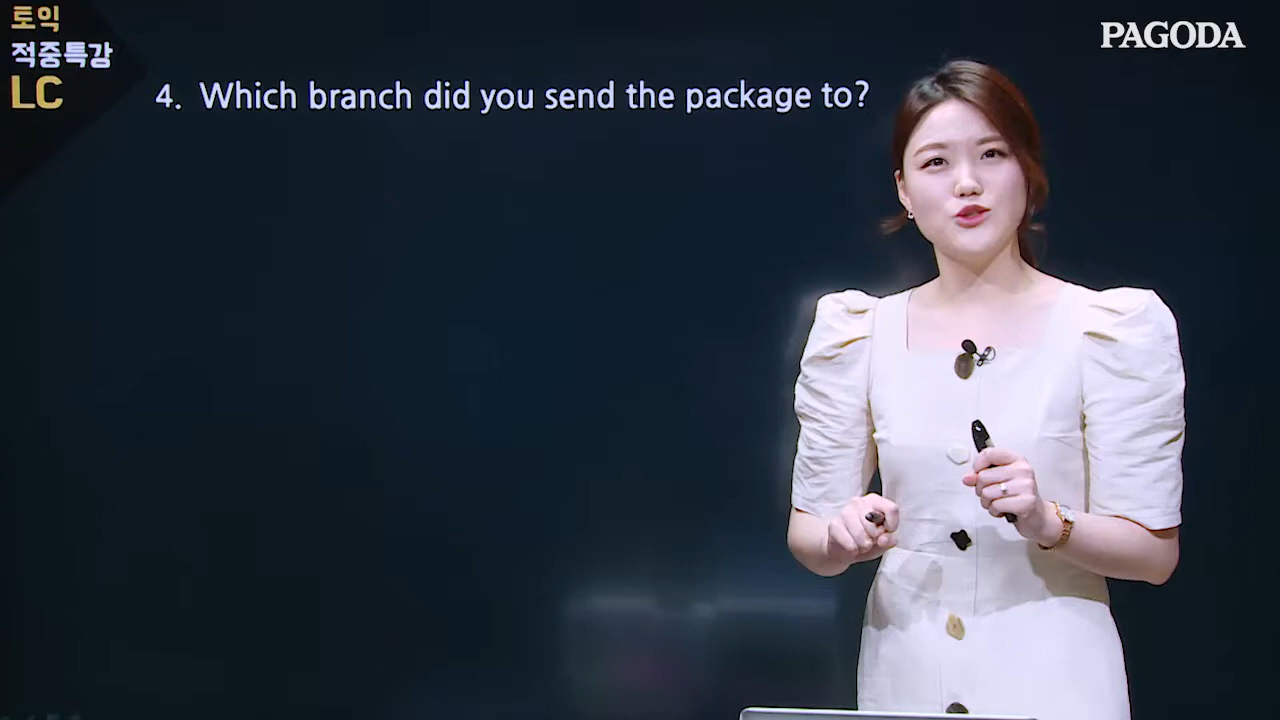 토익
적중특강
LC
PAGODA
4. Which branch did you send the package to?